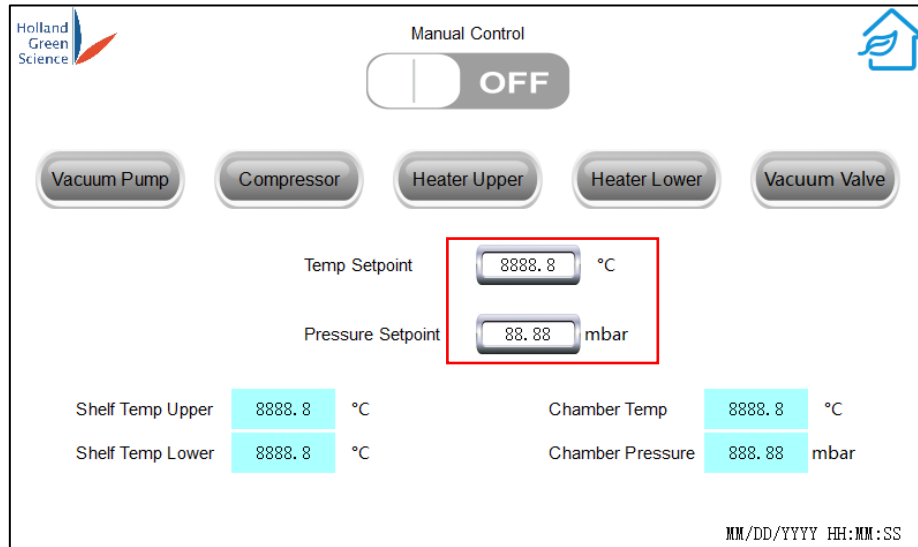 Holland
Green
Science
Manual Control
OFF
Vacuum Pump Compressor Heater Upper Heater Lower Vacuum Valve
Temp Setpoint 8888.8 °C
Pressure Setpoint 88.88 mbar
Shelf Temp Upper 8888.8 °C Chamber Temp 8888.8 °C
Shelf Temp Lower 8888.8 °C Chamber Pressure 888.88 mbar
MM/DD/YYYY HH:MM:SS